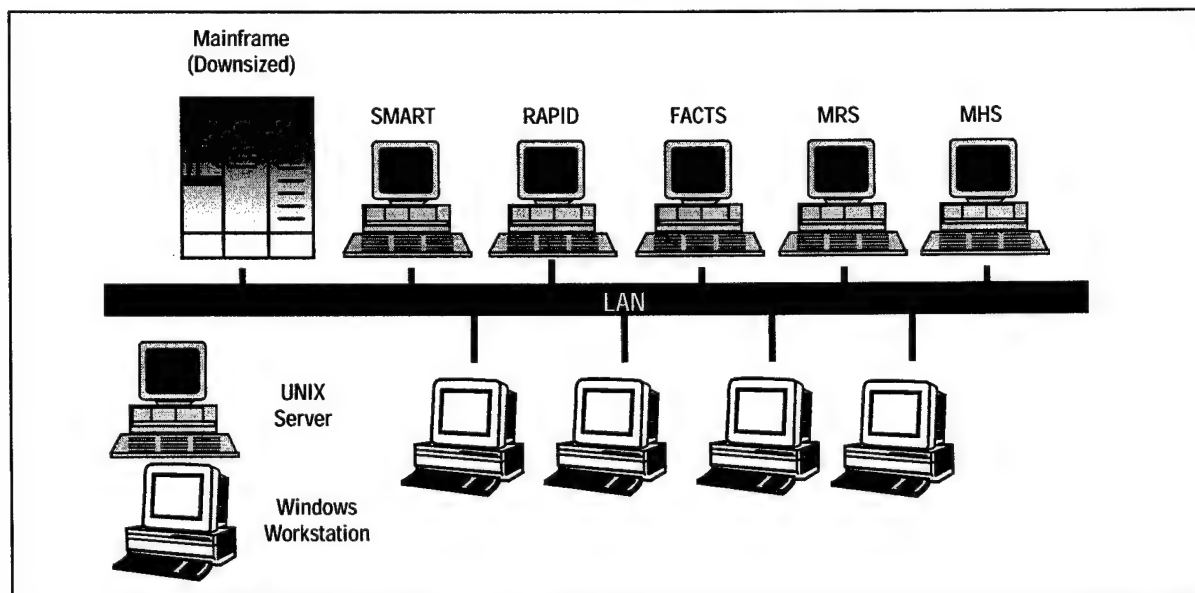 Mainframe
(Downsized)
SMART
RAPID
FACTS
MRS
MHS
LAN
UNIX
Server
Windows
Workstation